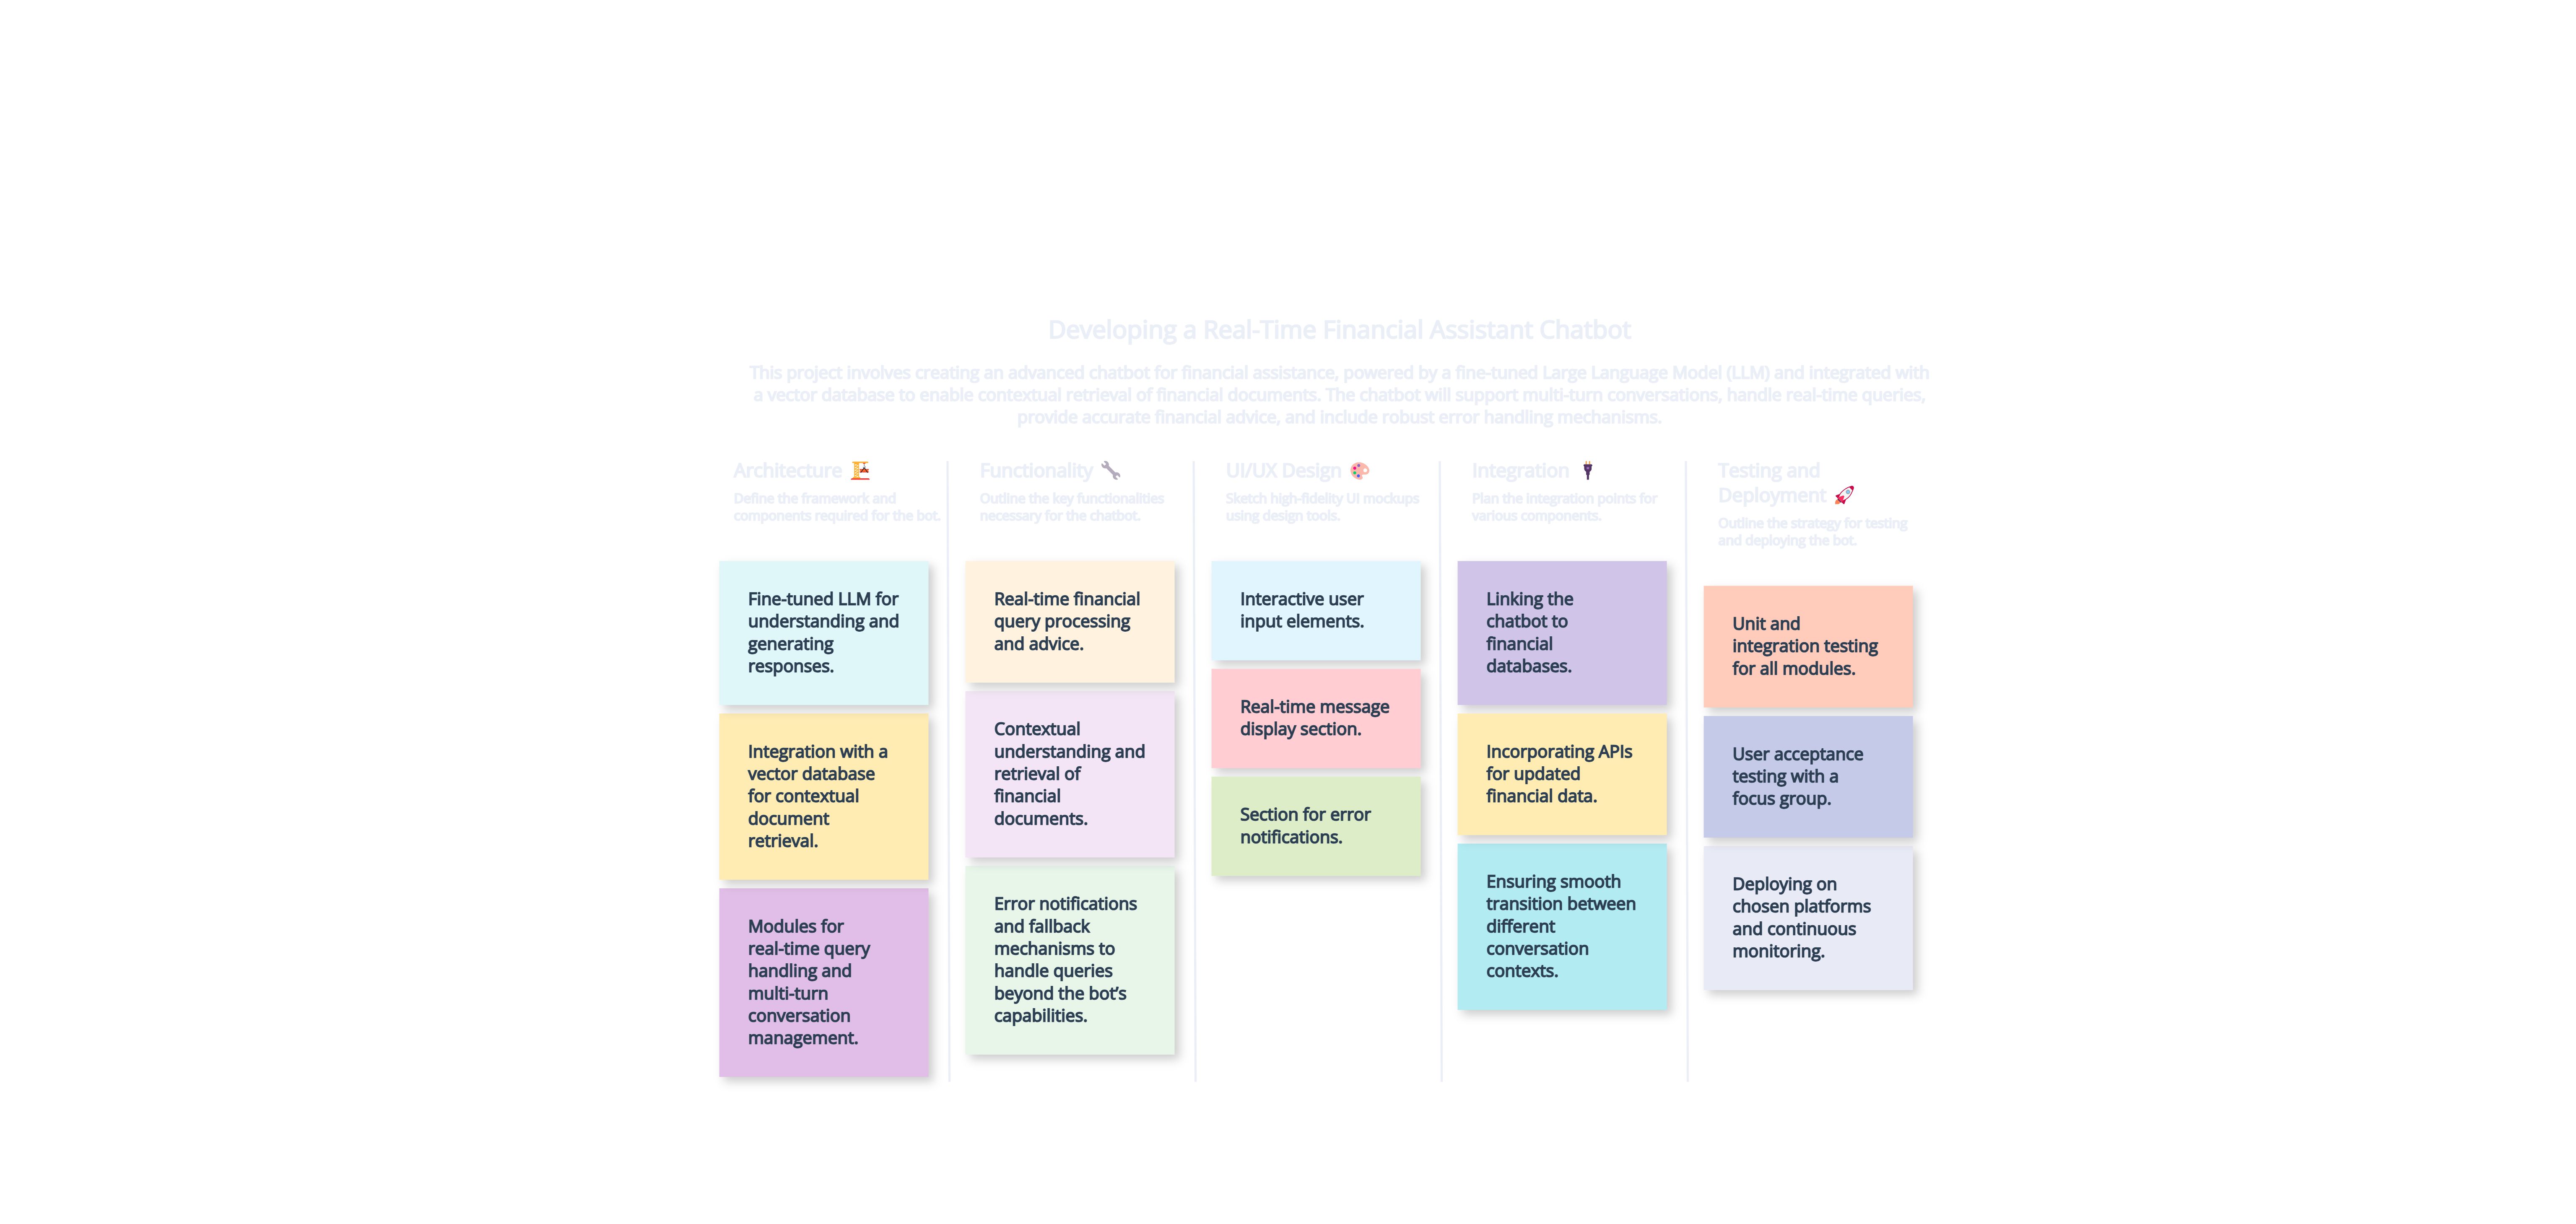 Developing a Real-Time Financial Assistant Chatbot
This project involves creating an advanced chatbot for financial assistance, powered by a fine-tuned Large Language Model (LLM) and integrated with
a vector database to enable contextual retrieval of financial documents. The chatbot will support multi-turn conversations, handle real-time queries,
provide accurate financial advice, and include robust error handling mechanisms.
Architecture
Define the framework and
components required for the bot.
Fine-tuned LLM for
understanding and
generating
responses.
Integration with a
vector database
for contextual
document
retrieval.
Modules for
real-time query
handling and
multi-turn
conversation
management.
Functionality
Outline the key functionalities
necessary for the chatbot.
Real-time financial
query processing
and advice.
Contextual
understanding and
retrieval of
financial
documents.
Error notifications
and fallback
mechanisms to
handle queries
beyond the bot’s
capabilities.
UI/UX Design
Sketch high-fidelity UI mockups
using design tools.
Interactive user
input elements.
Real-time message
display section.
Section for error
notifications.
Integration
Plan the integration points for
various components.
Linking the
chatbot to
financial
databases.
Incorporating APIs
for updated
financial data.
Ensuring smooth
transition between
different
conversation
contexts.
Testing and
Deployment
Outline the strategy for testing
and deploying the bot.
Unit and
integration testing
for all modules.
User acceptance
testing with a
focus group.
Deploying on
chosen platforms
and continuous
monitoring.